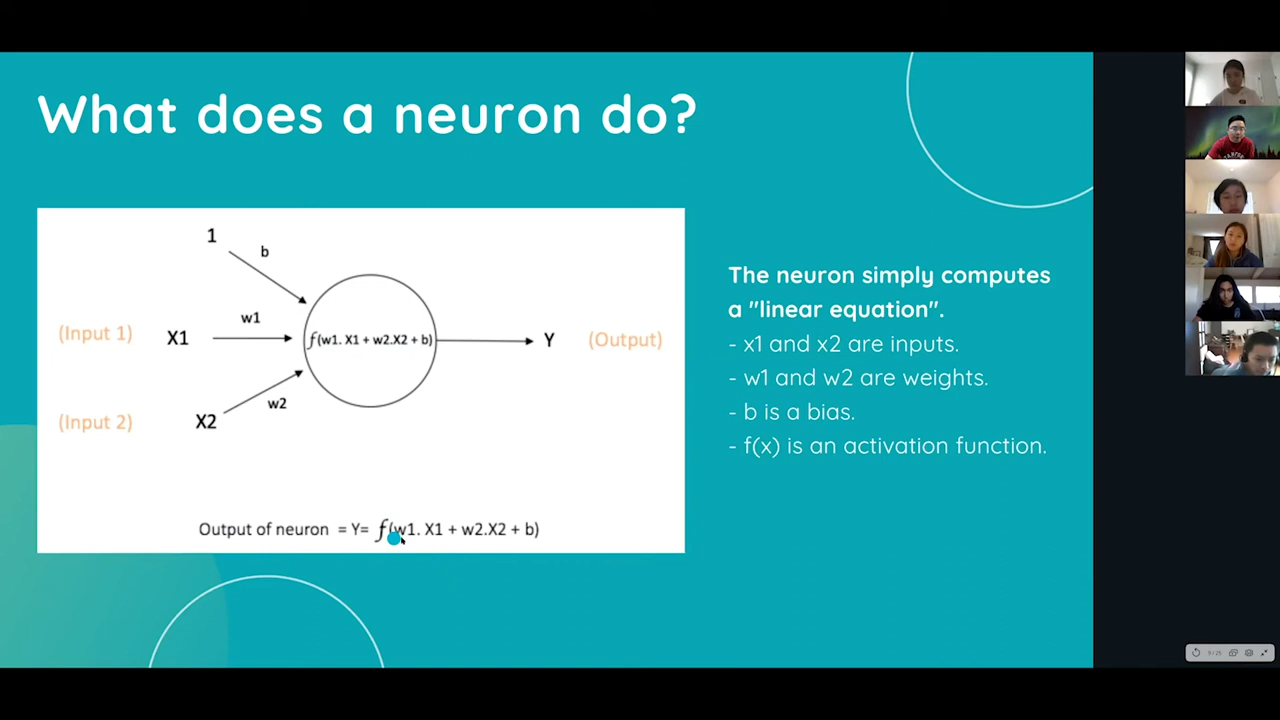 What does a neuron do?
1
b
w1
(Input 1) X1 f(w1. X1 + w2.X2 + b) Y (Output)
w2
(Input 2) X2
Output of neuron = Y= f(w1. X1 + w2.X2 + b)
The neuron simply computes
a "linear equation".
- x1 and x2 are inputs.
- w1 and w2 are weights.
- b is a bias.
- f(x) is an activation function.